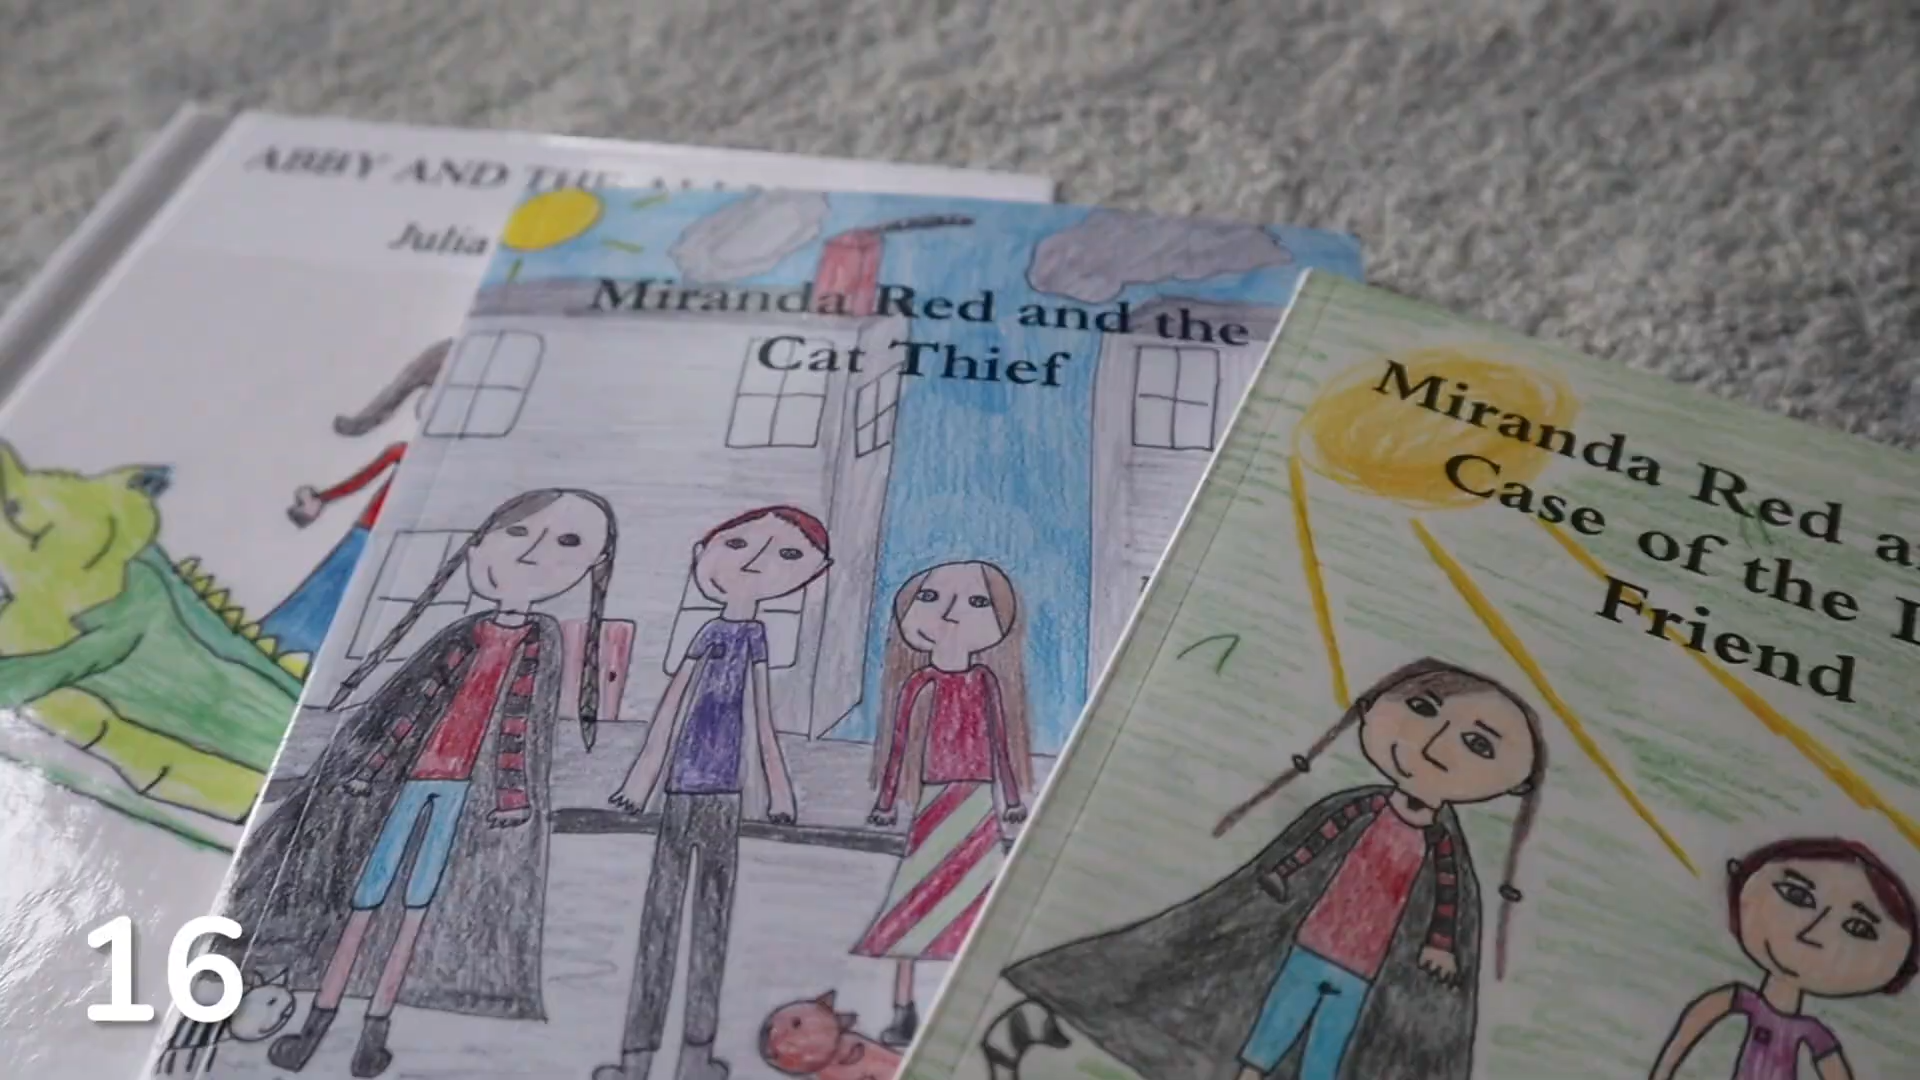 ABBY AND THE
Julia
Miranda Red and the
Cat Thief
Miranda Red a
Case of the L
Friend
16